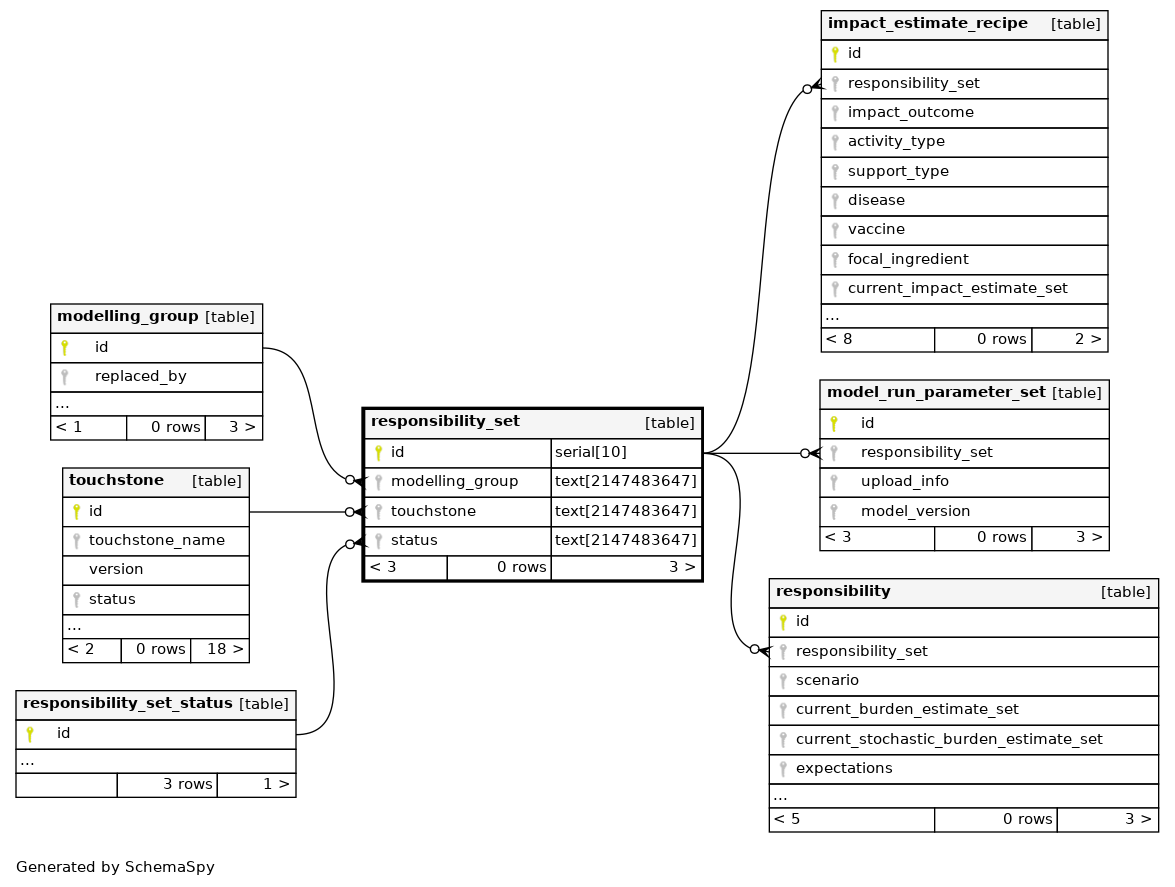 impact_estimate_recipe [table]
id
responsibility_set
impact_outcome
activity_type
support_type
disease
vaccine
focal_ingredient
current_impact_estimate_set
...
< 8 0 rows 2 >
modelling_group [table]
id
replaced_by
...
< 1 0 rows 3 >
touchstone [table]
id
touchstone_name
version
status
...
< 2 0 rows 18 >
responsibility_set_status [table]
id
...
3 rows 1 >
responsibility_set [table]
id serial[10]
modelling_group text[2147483647]
touchstone text[2147483647]
status text[2147483647]
< 3 0 rows 3 >
model_run_parameter_set [table]
id
responsibility_set
upload_info
model_version
< 3 0 rows 3 >
responsibility [table]
id
responsibility_set
scenario
current_burden_estimate_set
current_stochastic_burden_estimate_set
expectations
...
< 5 0 rows 3 >
Generated by SchemaSpy